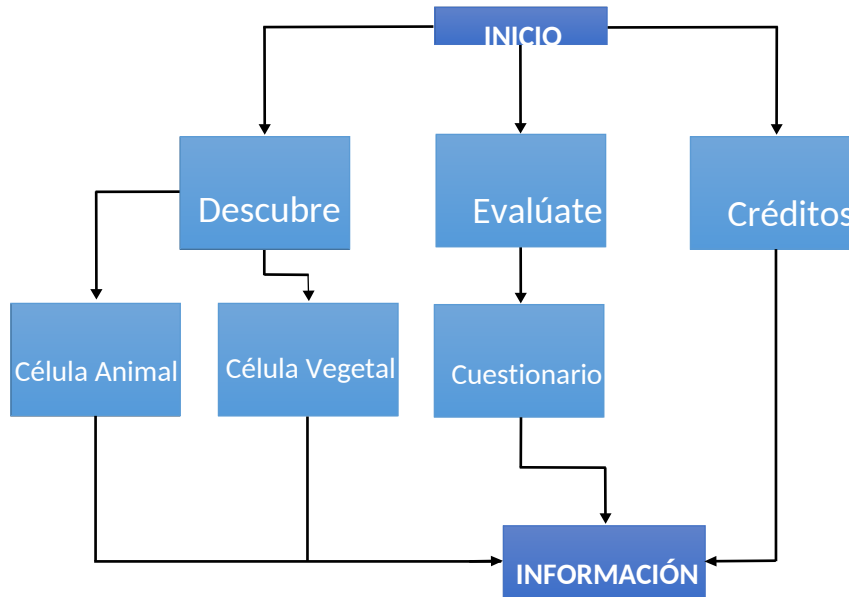 INICIO
Descubre
Evalúate
Créditos
Célula Animal
Célula Vegetal
Cuestionario
INFORMACIÓN